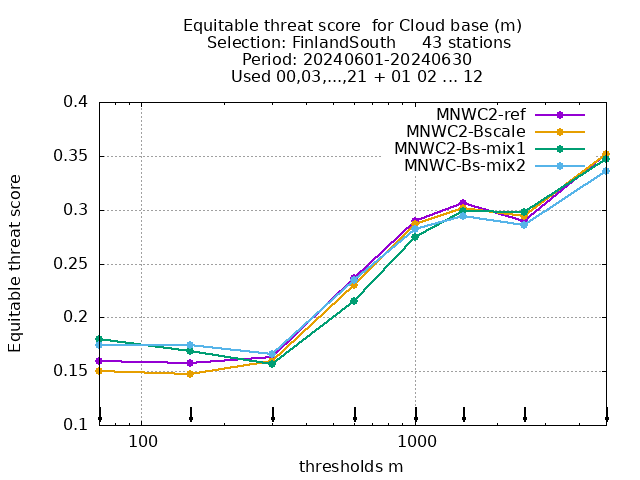 Equitable threat score  for Cloud base (m)
Selection: FinlandSouth     43 stations
Period: 20240601-20240630
Used 00,03,...,21 + 01 02 ... 12
MNWC2-ref
MNWC2-Bscale
MNWC2-Bs-mix1
MNWC-Bs-mix2
Equitable threat score
0.4
0.35
0.3
0.25
0.2
0.15
0.1
100
1000
thresholds m